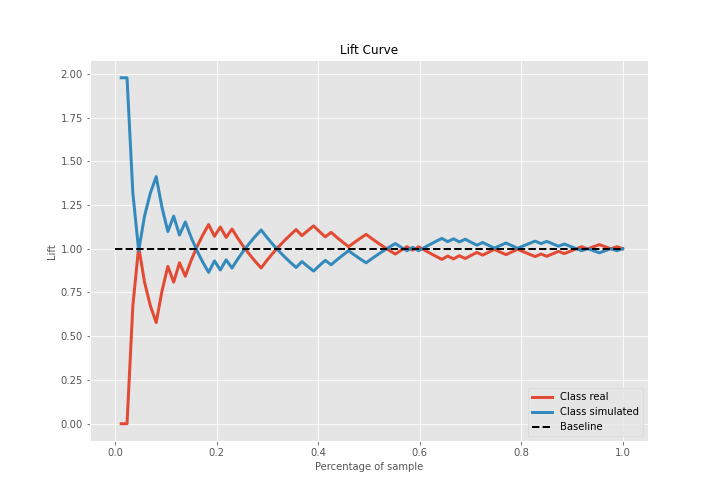 Lift Curve
2.00
1.75
1.50
1.25
1.00
0.75
0.50
0.25
0.00
Lift
0.0
0.2
0.4
0.6
0.8
1.0
Percentage of sample
Class real
Class simulated
Baseline